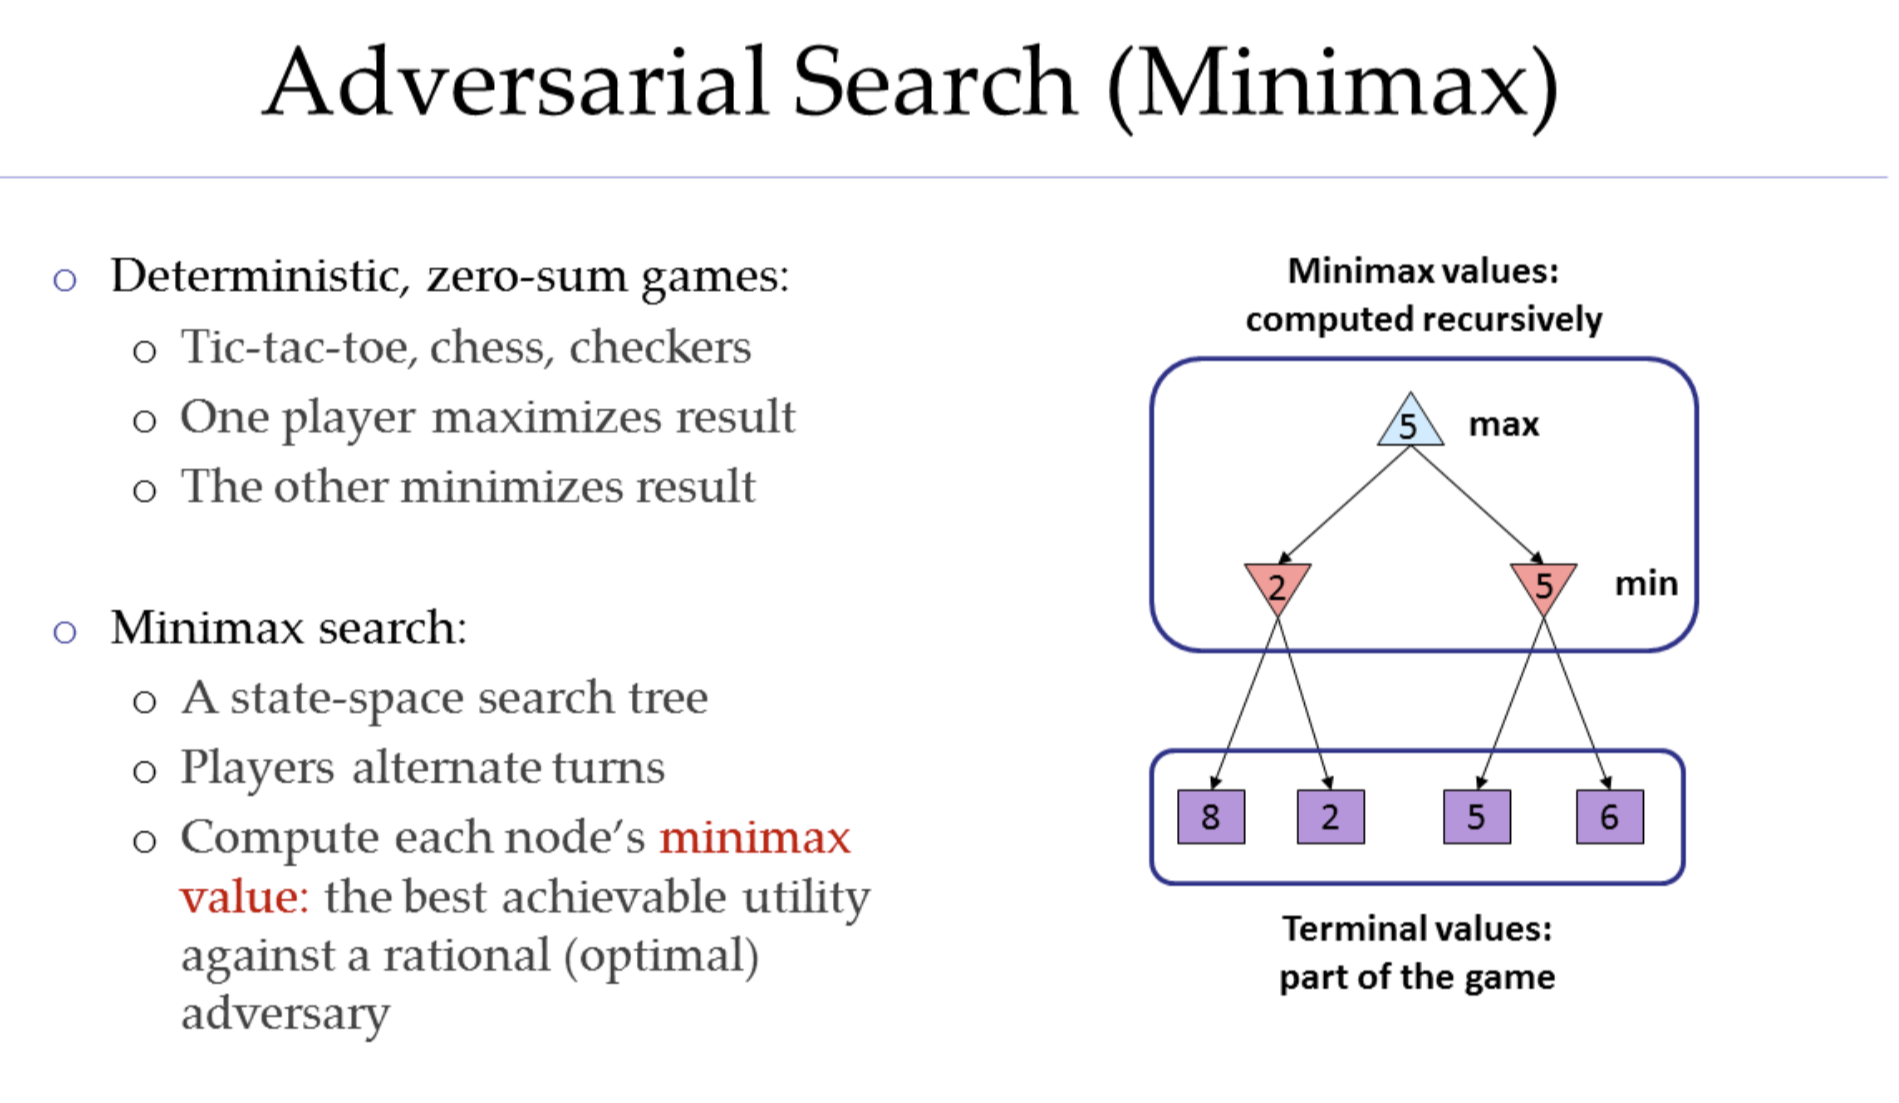 Adversarial Search (Minimax)
o Deterministic, zero-sum games:
o Tic-tac-toe, chess, checkers
o One player maximizes result
o The other minimizes result
o Minimax search:
o A state-space search tree
o Players alternate turns
o Compute each node’s minimax
value: the best achievable utility
against a rational (optimal)
adversary
Minimax values:
computed recursively
5 max
2 5 min
8 2 5 6
Terminal values:
part of the game